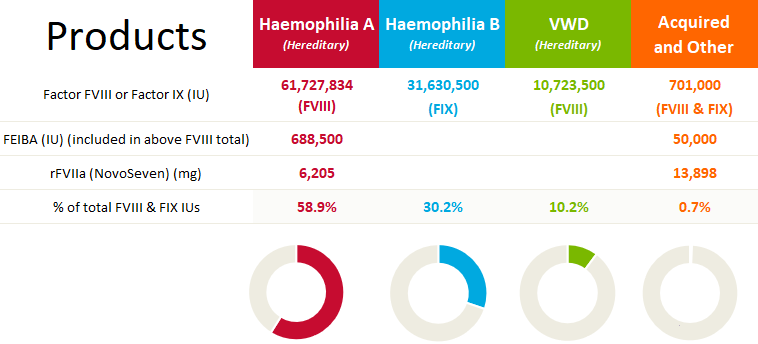 Products
Haemophilia A
(Hereditary)
Haemophilia B
(Hereditary)
VWD
(Hereditary)
Acquired
and Other
Factor FVIII or Factor IX (IU)
61,727,834
(FVIII)
31,630,500
(FIX)
10,723,500
(FVIII)
701,000
(FVIII & FIX)
FEIBA (IU) (included in above FVIII total)
688,500
50,000
rFVIIa (NovoSeven) (mg)
6,205
13,898
% of total FVIII & FIX IUs
58.9%
30.2%
10.2%
0.7%